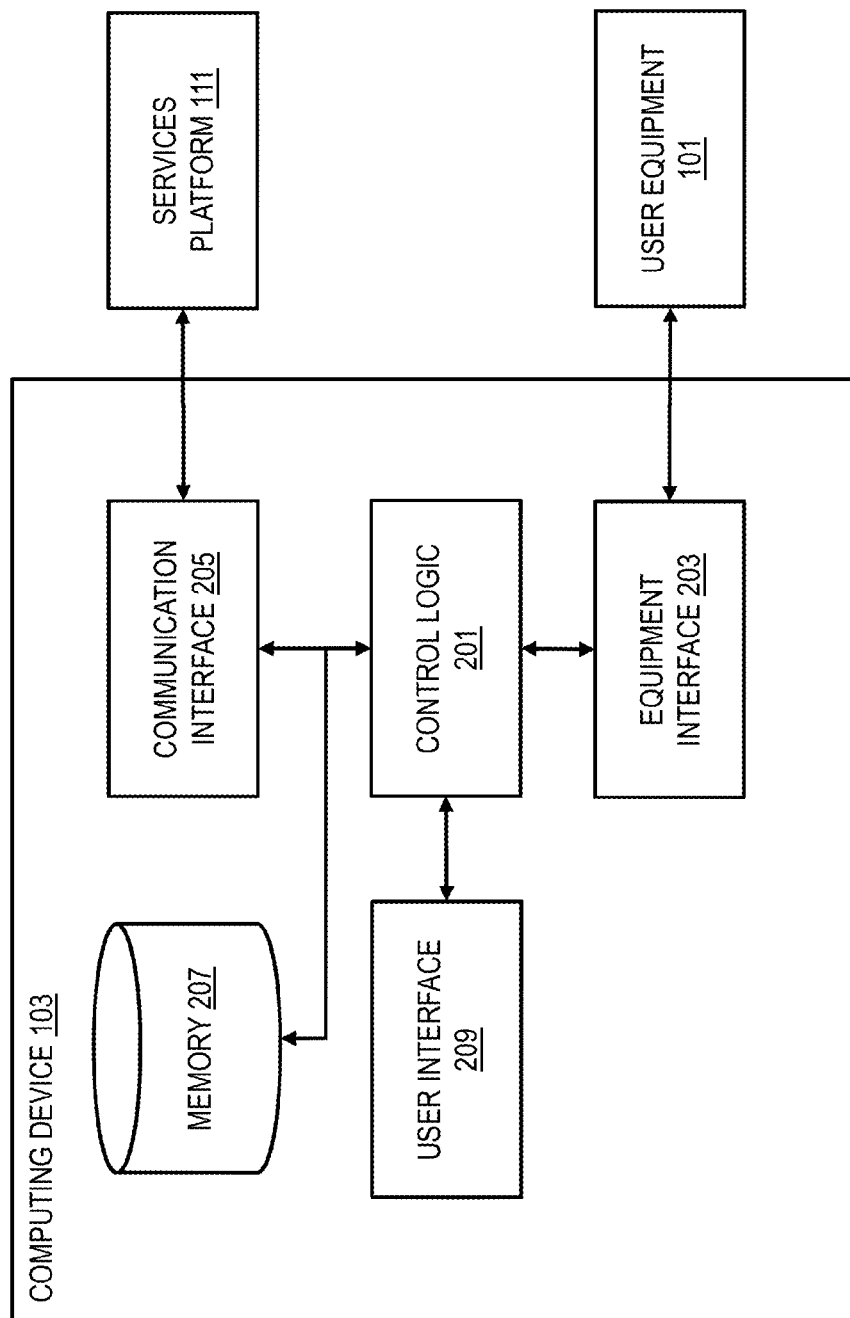 COMPUTING DEVICE 103
MEMORY 207
COMMUNICATION
INTERFACE 205
SERVICES
PLATFORM 111
USER INTERFACE
209
CONTROL LOGIC
201
EQUIPMENT
INTERFACE 203
USER EQUIPMENT
101